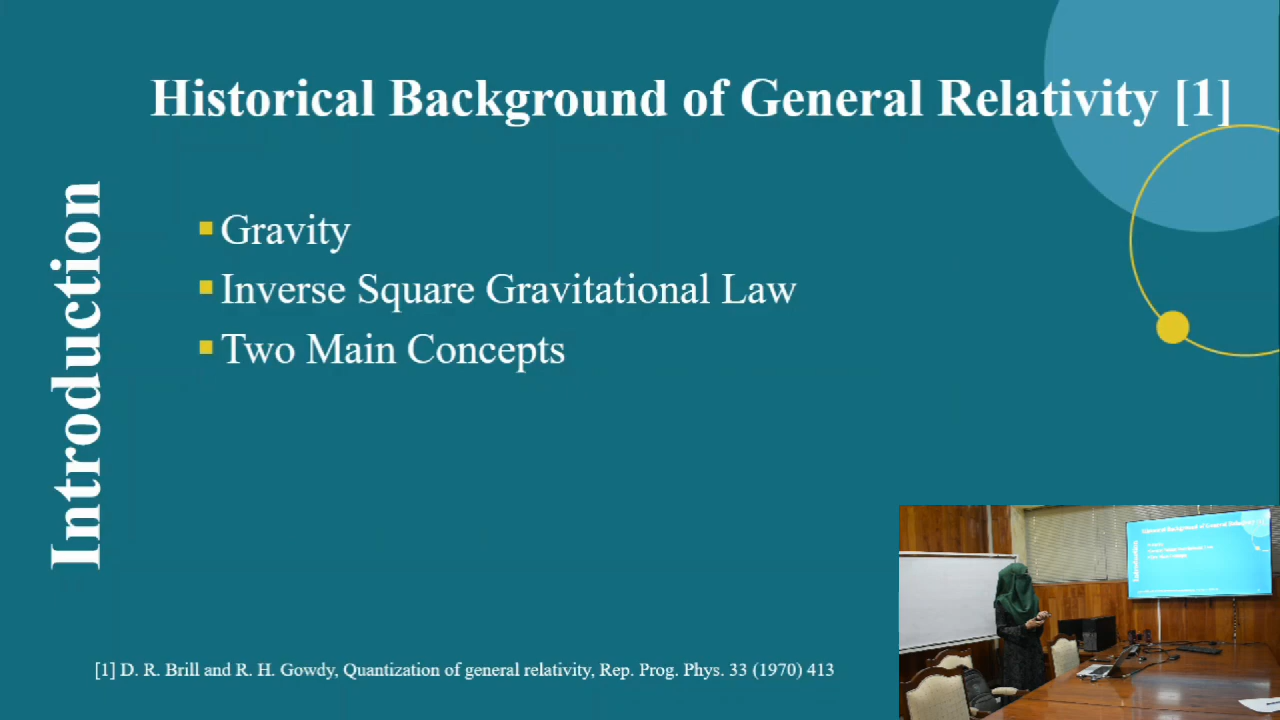 Historical Background of General Relativity [1]
Introduction
Gravity
Inverse Square Gravitational Law
Two Main Concepts
[1] D. R. Brill and R. H. Gowdy, Quantization of general relativity, Rep. Prog. Phys. 33 (1970) 413